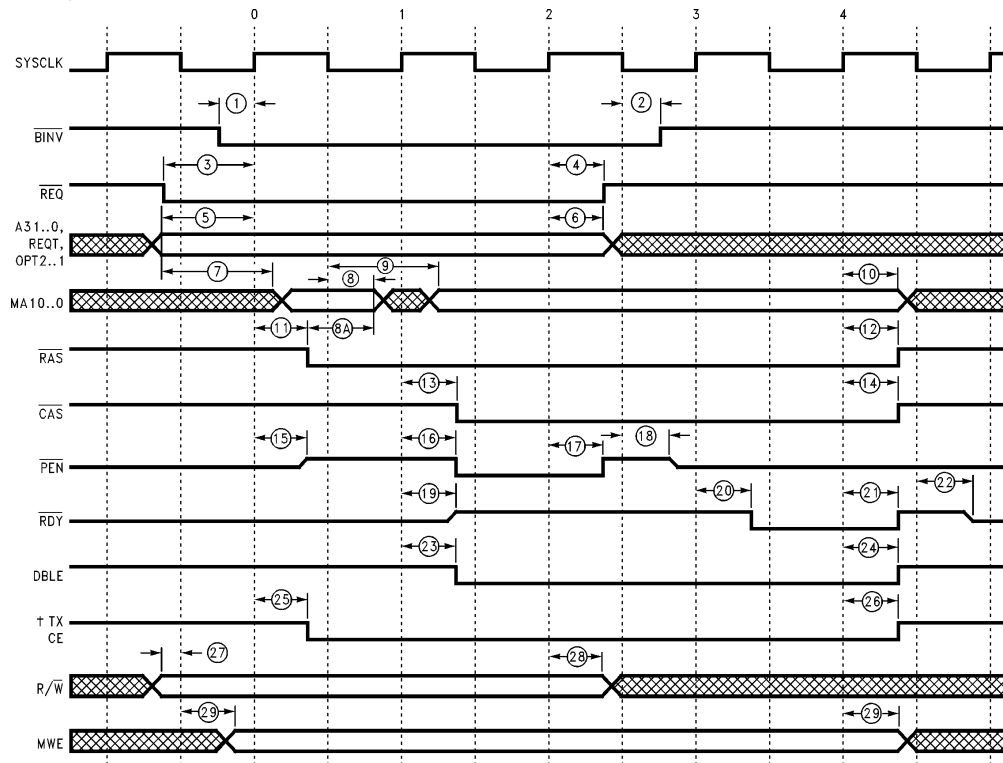 0 1 2 3 4
SYSCLK
1 2
BINV
3 4
REQ
5 6
A31..0,
REQT,
OPT2..1
7 8 9 10
MA10..0
11 8A 12
RAS
13 14
CAS
15 16 17 18
PEN
19 20 21 22
RDY
23 24
DBLE
25 26
† TX
CE
27 28
R/W
29 29
MWE